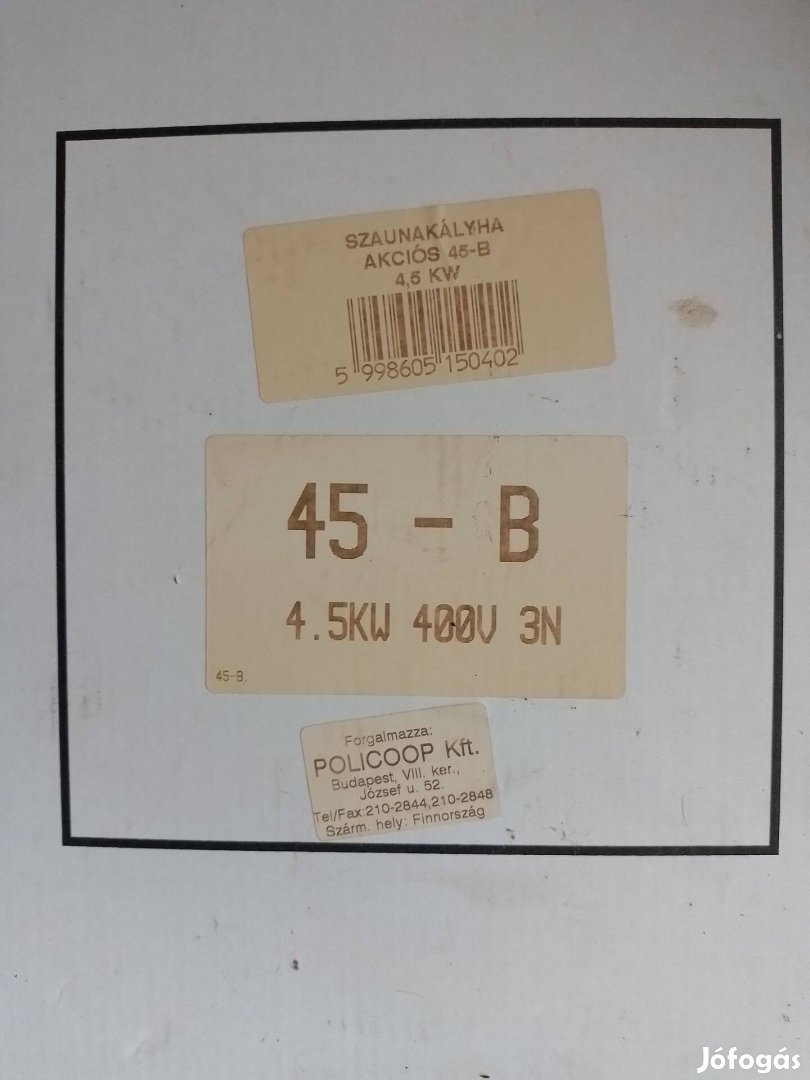 SZAUNAKÁLYHA
AKCIÓS 45-B
4,5 KW
5 998605 150402
45 - B
4.5KW 400V 3N
45-B.
Forgalmazza:
POLICOOP Kft.
Budapest, VIII. ker.,
József u. 52.
Tel/Fax:210-2844,210-2848
Szárm. hely: Finnország
Jófogás